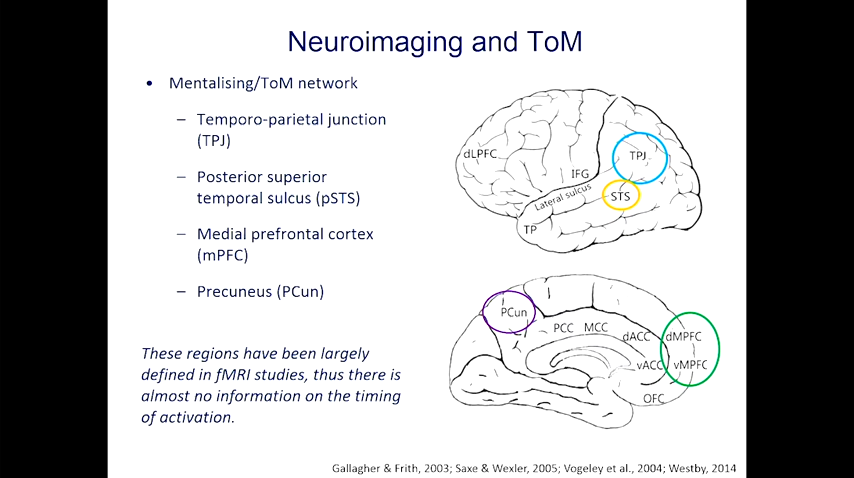 Neuroimaging and ToM
• Mentalising/ToM network
– Temporo-parietal junction
(TPJ)
– Posterior superior
temporal sulcus (pSTS)
– Medial prefrontal cortex
(mPFC)
– Precuneus (PCun)
These regions have been largely
defined in fMRI studies, thus there is
almost no information on the timing
of activation.
dLPFC
TPJ
IFG
Lateral sulcus
STS
TP
PCun
PCC
MCC
dACC
dMPFC
vACC
vMPFC
OFC
Gallagher & Frith, 2003; Saxe & Wexler, 2005; Vogeley et al., 2004; Westby, 2014